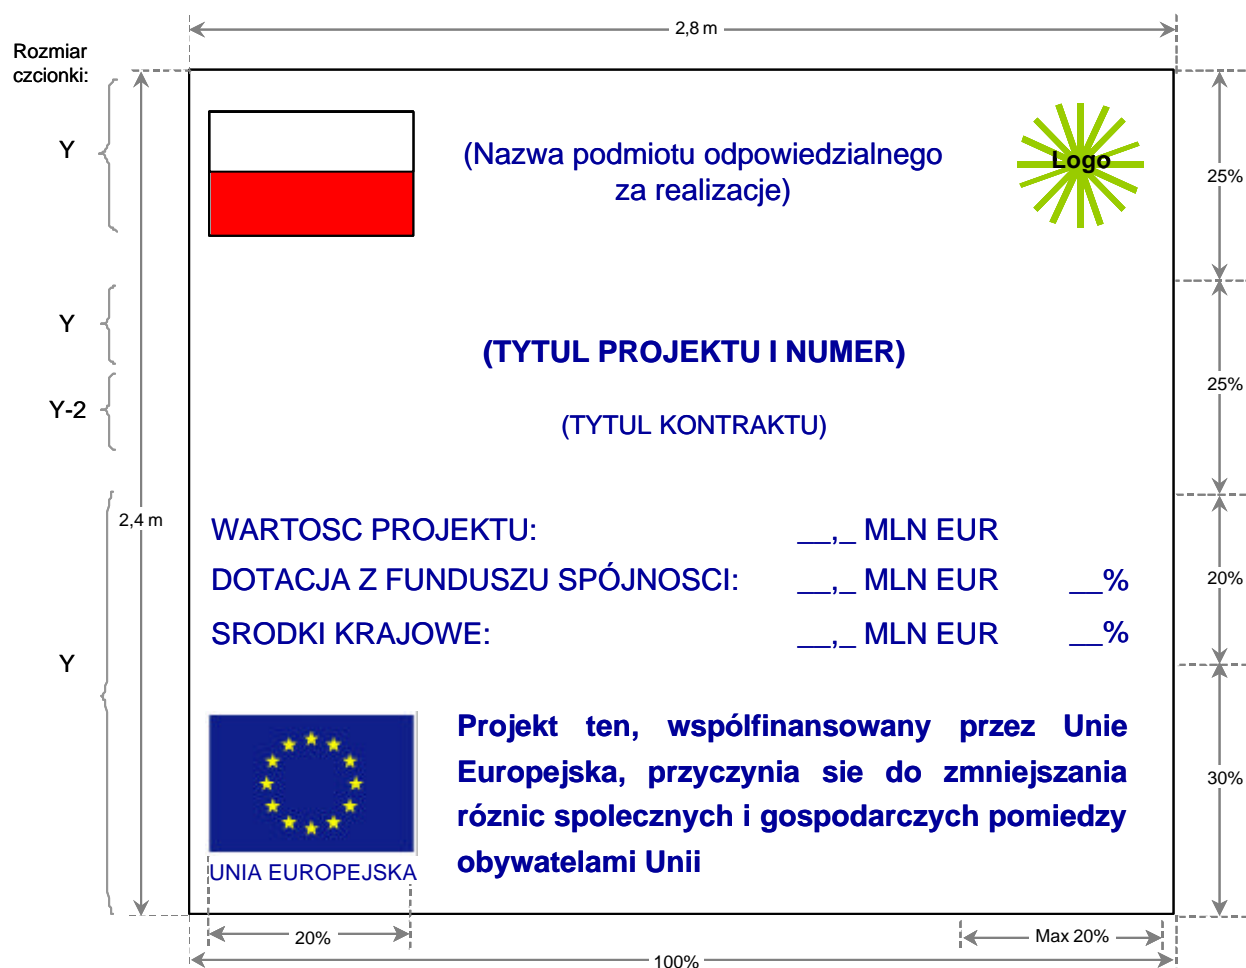 2,8 m
Rozmiar
czcionki:
Y
(Nazwa podmiotu odpowiedzialnego
za realizacje)
Logo
25%
Y
(TYTUL PROJEKTU I NUMER)
25%
Y-2
(TYTUL KONTRAKTU)
2,4 m
WARTOSC PROJEKTU: __,_ MLN EUR
DOTACJA Z FUNDUSZU SPÓJNOSCI: __,_ MLN EUR __%
20%
SRODKI KRAJOWE: __,_ MLN EUR __%
Y
Projekt ten, wspólfinansowany przez Unie
Europejska, przyczynia sie do zmniejszania
30%
róznic spolecznych i gospodarczych pomiedzy
obywatelami Unii
UNIA EUROPEJSKA
20%
Max 20%
100%